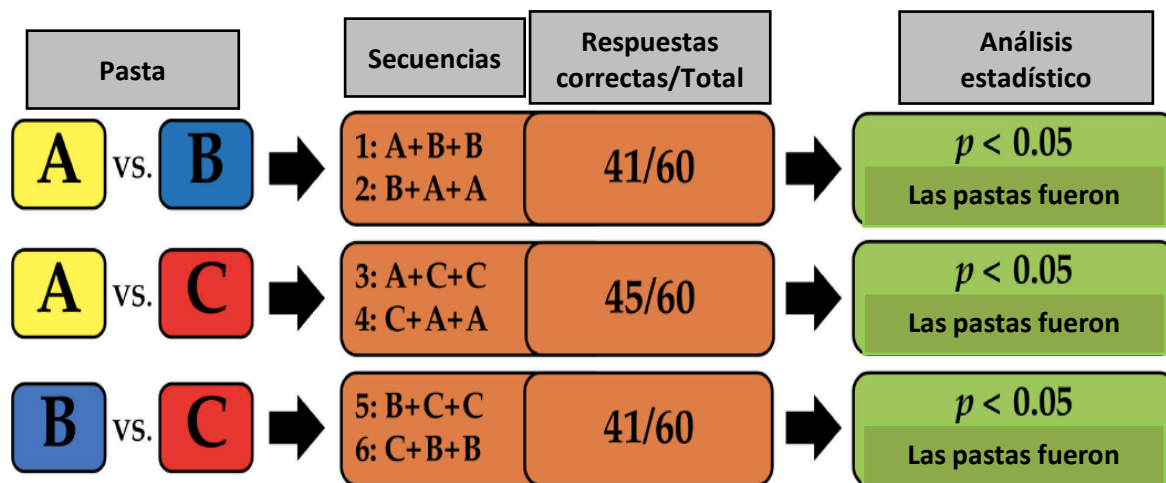 Pasta
Secuencias
Respuestas
correctas/Total
Análisis
estadístico
A vs. B
1: A+B+B
2: B+A+A
41/60
p < 0.05
Las pastas fueron
A vs. C
3: A+C+C
4: C+A+A
45/60
p < 0.05
Las pastas fueron
B vs. C
5: B+C+C
6: C+B+B
41/60
p < 0.05
Las pastas fueron